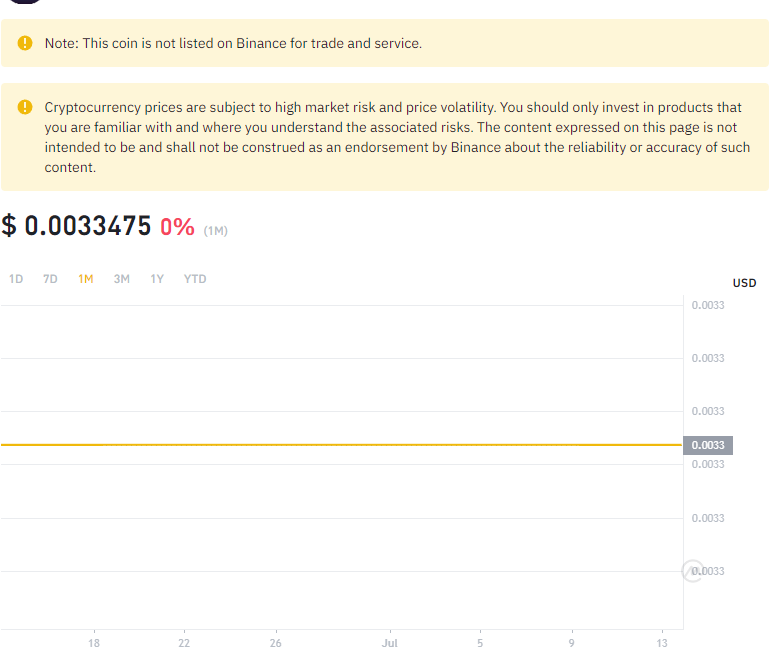 Note: This coin is not listed on Binance for trade and service.
Cryptocurrency prices are subject to high market risk and price volatility. You should only invest in products that
you are familiar with and where you understand the associated risks. The content expressed on this page is not
intended to be and shall not be construed as an endorsement by Binance about the reliability or accuracy of such
content.
$ 0.0033475 0% (1M)
1D 7D 1M 3M 1Y YTD
USD
0.0033
0.0033
0.0033
0.0033
0.0033
0.0033
0.0033
18 22 26 Jul 5 9 13